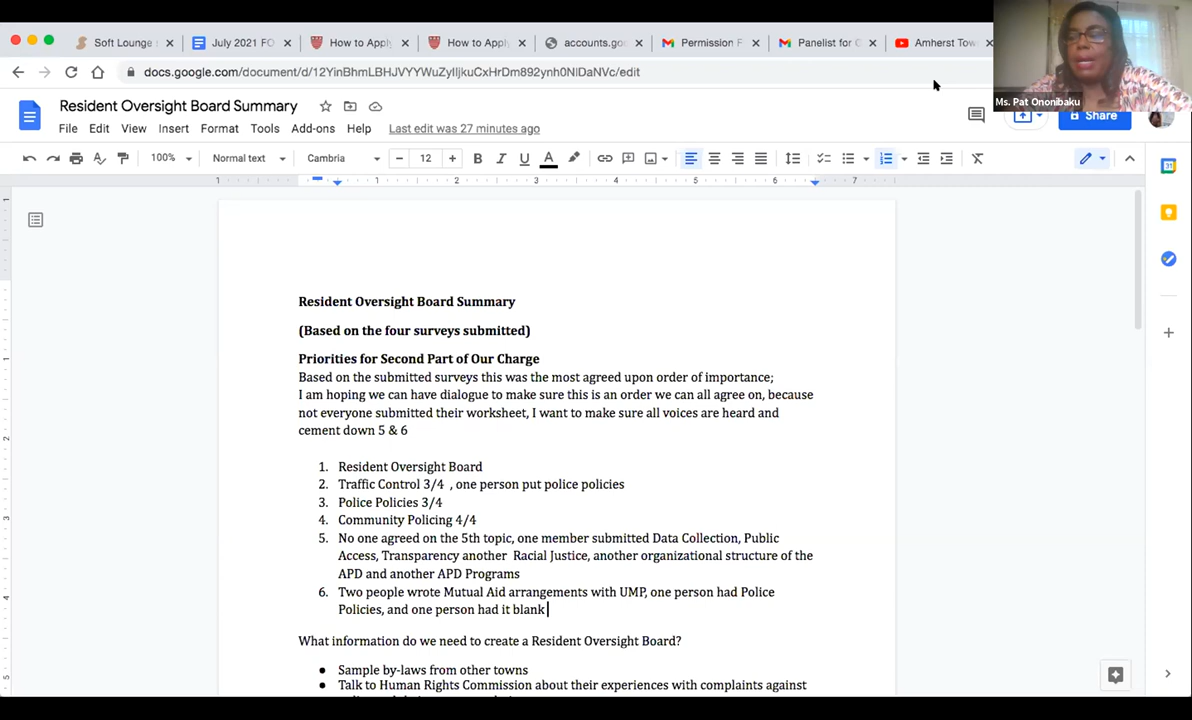 Soft Lounge
July 2021 FO
How to Apply
How to Apply
accounts.go
Permission F
Panelist for
Amherst Tow
docs.google.com/document/d/12YinBhmLBHJVYYWuZyIljkuCxHrDm892ynh0NIDaNVc/edit
Ms. Pat Ononibaku
Resident Oversight Board Summary
File Edit View Insert Format Tools Add-ons Help Last edit was 27 minutes ago
Share
100% Normal text Cambria 12
1 1 2 3 4 5 6 7
Resident Oversight Board Summary
(Based on the four surveys submitted)
Priorities for Second Part of Our Charge
Based on the submitted surveys this was the most agreed upon order of importance;
I am hoping we can have dialogue to make sure this is an order we can all agree on, because
not everyone submitted their worksheet, I want to make sure all voices are heard and
cement down 5 & 6
1. Resident Oversight Board
2. Traffic Control 3/4 , one person put police policies
3. Police Policies 3/4
4. Community Policing 4/4
5. No one agreed on the 5th topic, one member submitted Data Collection, Public
Access, Transparency another Racial Justice, another organizational structure of the
APD and another APD Programs
6. Two people wrote Mutual Aid arrangements with UMP, one person had Police
Policies, and one person had it blank
What information do we need to create a Resident Oversight Board?
● Sample by-laws from other towns
● Talk to Human Rights Commission about their experiences with complaints against